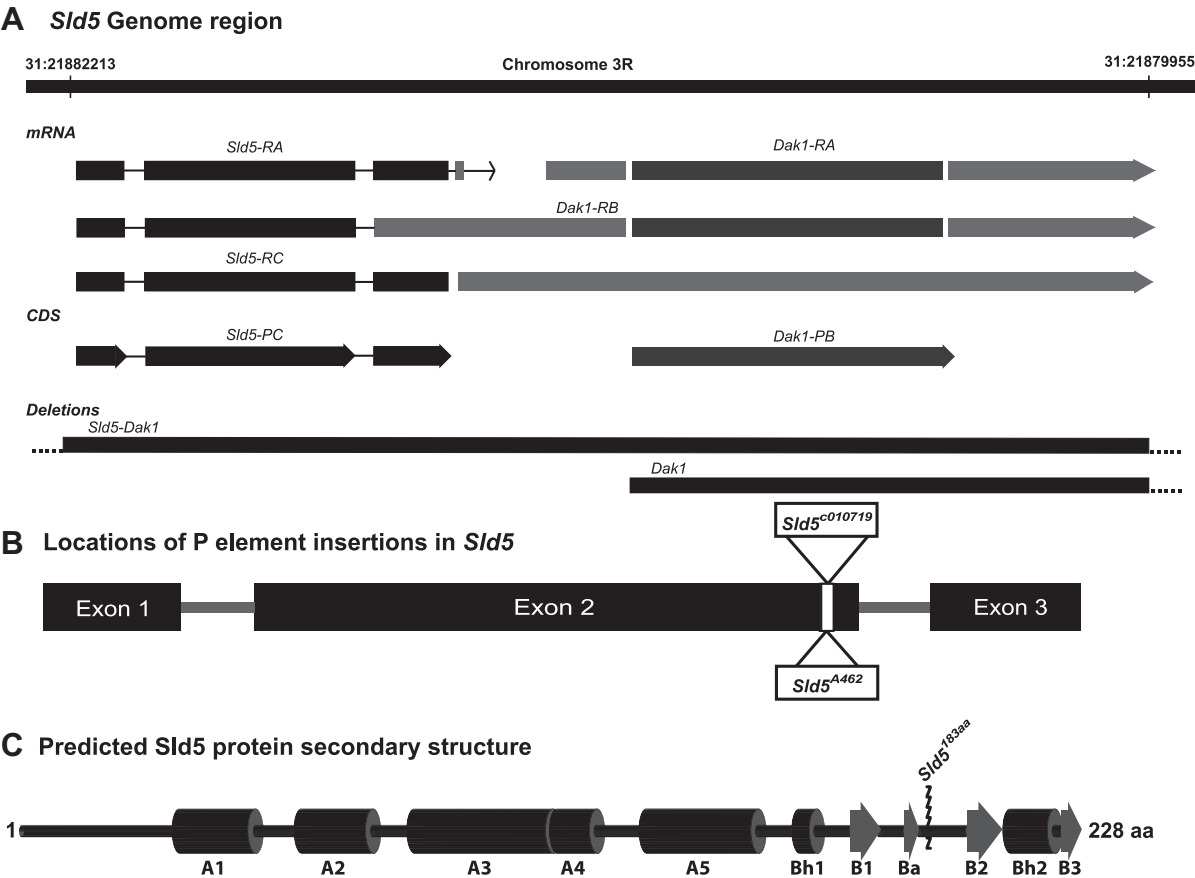 A Sld5 Genome region
31:21882213 Chromosome 3R 31:21879955
mRNA
Sld5-RA Dak1-RA
Dak1-RB
Sld5-RC
CDS
Sld5-PC Dak1-PB
Deletions
Sld5-Dak1
Dak1
Sld5c010719
B Locations of P element insertions in Sld5
Exon 1 Exon 2 Exon 3
Sld5A462
C Predicted Sld5 protein secondary structure
Sld5183aa
1 228 aa
A1 A2 A3 A4 A5 Bh1 B1 Ba B2 Bh2 B3